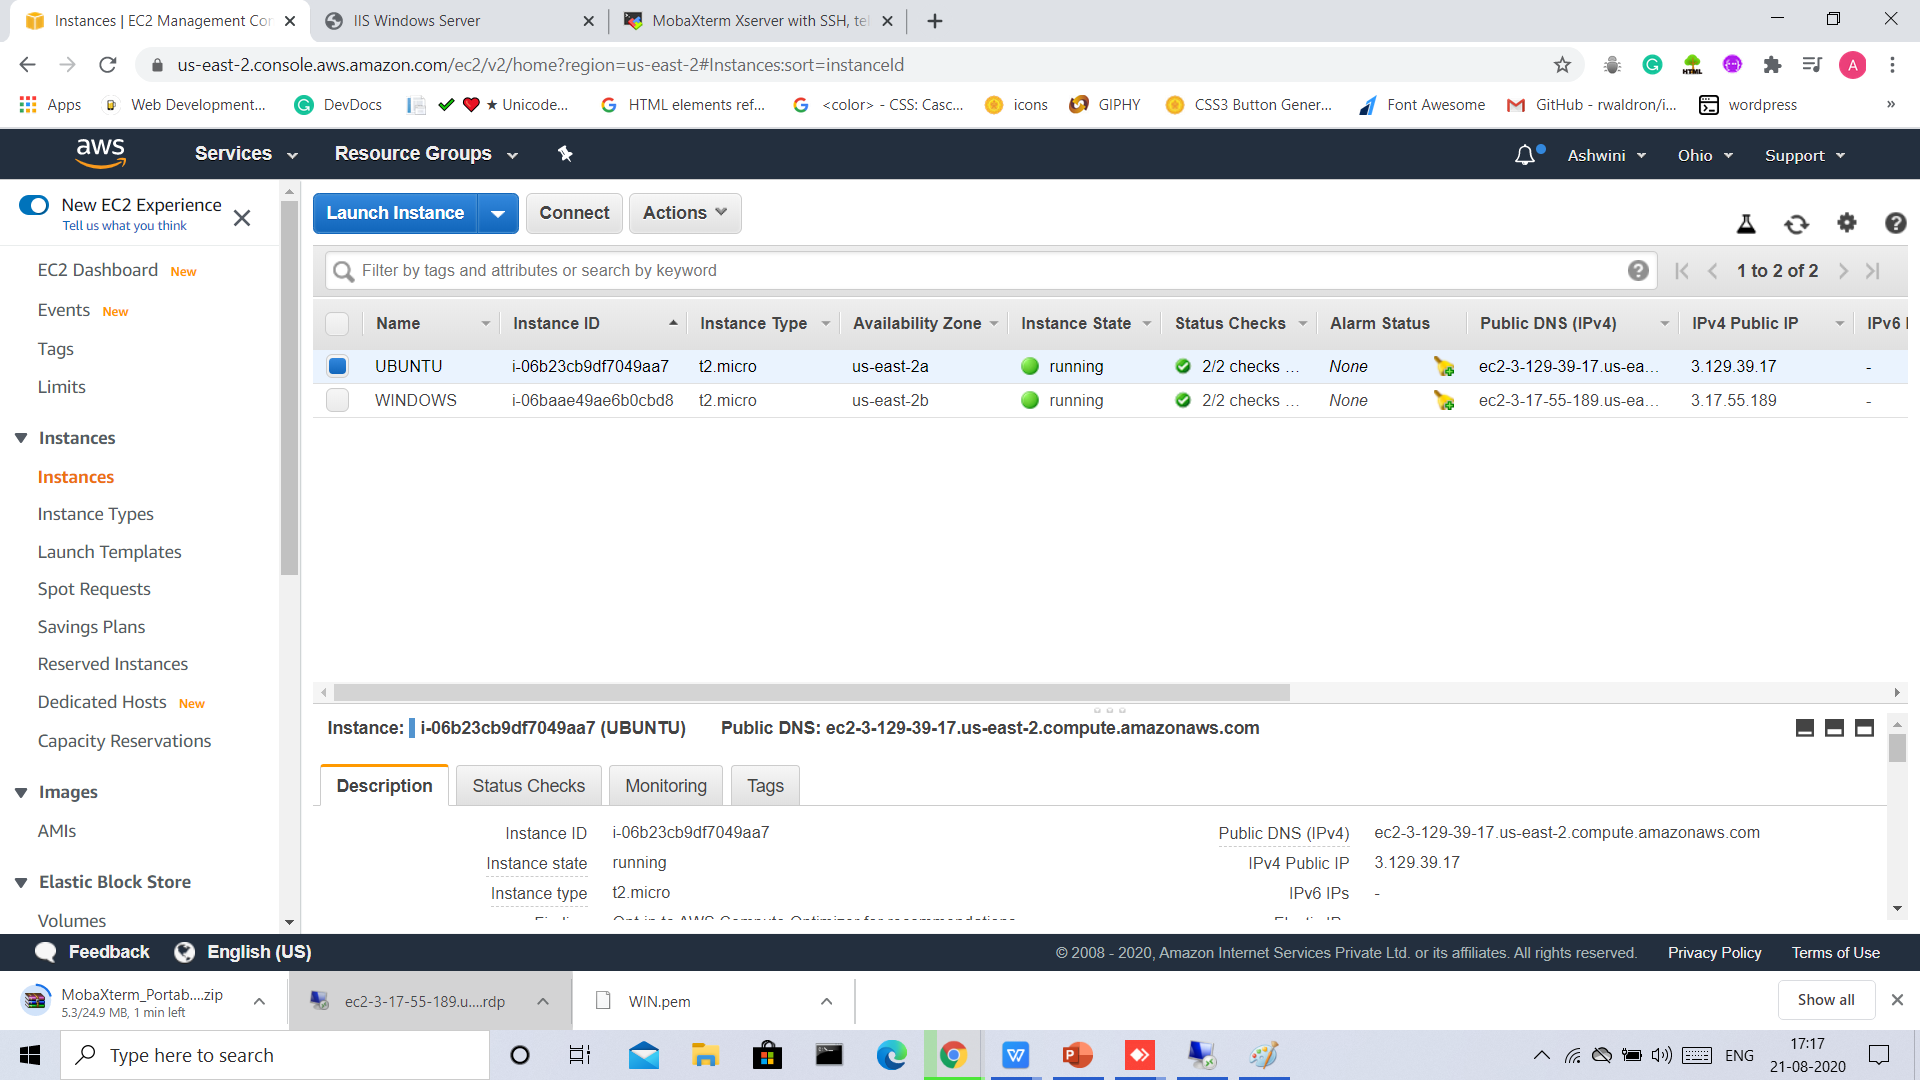 Instances | EC2 Management Con
IIS Windows Server
MobaXterm Xserver with SSH, tel
us-east-2.console.aws.amazon.com/ec2/v2/home?region=us-east-2#Instances:sort=instanceId
A
Apps
Web Development...
DevDocs
✔ ❤ ★ Unicode...
HTML elements ref...
<color> - CSS: Casc...
icons
GIPHY
CSS3 Button Gener...
Font Awesome
GitHub - rwaldron/i...
wordpress
»
aws
Services
Resource Groups
Ashwini
Ohio
Support
New EC2 Experience
Tell us what you think
EC2 Dashboard New
Events New
Tags
Limits
Instances
Instances
Instance Types
Launch Templates
Spot Requests
Savings Plans
Reserved Instances
Dedicated Hosts New
Capacity Reservations
Images
AMIs
Elastic Block Store
Volumes
Launch Instance
Connect
Actions
Filter by tags and attributes or search by keyword
1 to 2 of 2
Name Instance ID Instance Type Availability Zone Instance State Status Checks Alarm Status Public DNS (IPv4) IPv4 Public IP IPv6
UBUNTU i-06b23cb9df7049aa7 t2.micro us-east-2a running 2/2 checks ... None ec2-3-129-39-17.us-ea... 3.129.39.17 -
WINDOWS i-06baae49ae6b0cbd8 t2.micro us-east-2b running 2/2 checks ... None ec2-3-17-55-189.us-ea... 3.17.55.189 -
Instance: i-06b23cb9df7049aa7 (UBUNTU) Public DNS: ec2-3-129-39-17.us-east-2.compute.amazonaws.com
Description
Status Checks
Monitoring
Tags
Instance ID i-06b23cb9df7049aa7
Public DNS (IPv4) ec2-3-129-39-17.us-east-2.compute.amazonaws.com
Instance state running
IPv4 Public IP 3.129.39.17
Instance type t2.micro
IPv6 IPs -
Feedback
English (US)
© 2008 - 2020, Amazon Internet Services Private Ltd. or its affiliates. All rights reserved.
Privacy Policy
Terms of Use
MobaXterm_Portab....zip
5.3/24.9 MB, 1 min left
ec2-3-17-55-189.u....rdp
WIN.pem
Show all
Type here to search
ENG
17:17
21-08-2020